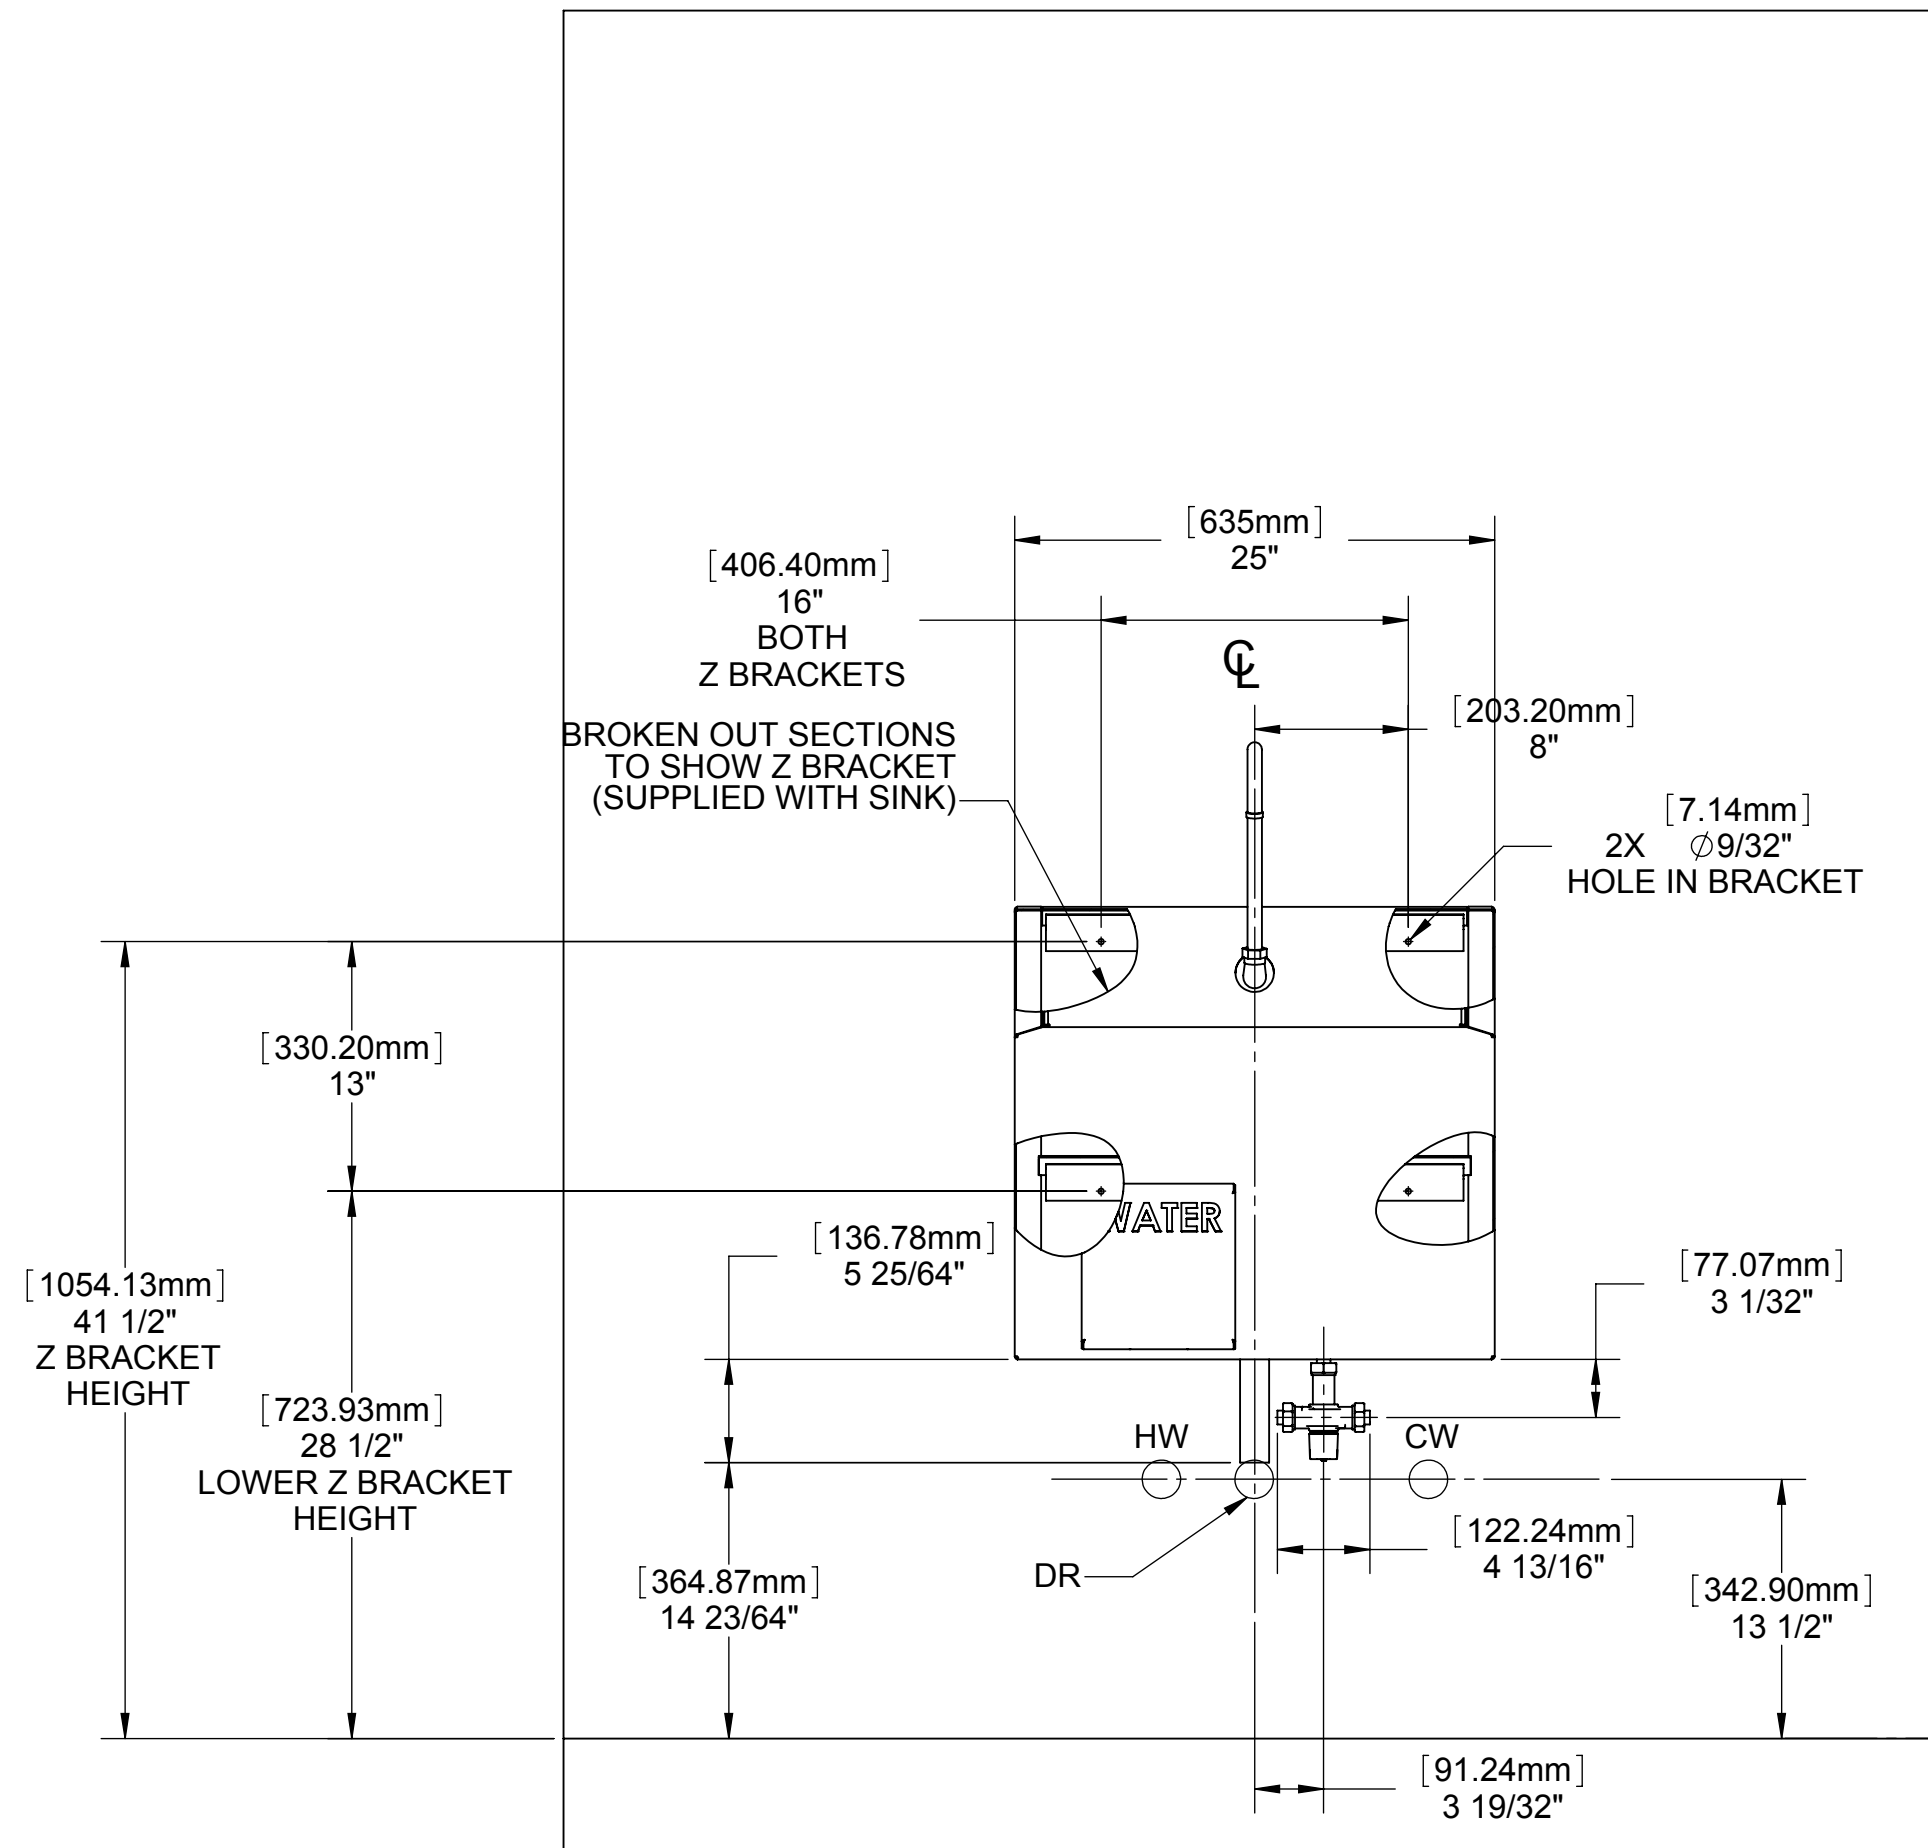 [635mm]
25"
[406.40mm]
16"
BOTH
Z BRACKETS
℄
[203.20mm]
8"
BROKEN OUT SECTIONS
TO SHOW Z BRACKET
(SUPPLIED WITH SINK)
[7.14mm]
2X ∅9/32"
HOLE IN BRACKET
[330.20mm]
13"
WATER
[136.78mm]
5 25/64"
[77.07mm]
3 1/32"
[1054.13mm]
41 1/2"
Z BRACKET
HEIGHT
[723.93mm]
28 1/2"
LOWER Z BRACKET
HEIGHT
HW
CW
DR
[122.24mm]
4 13/16"
[364.87mm]
14 23/64"
[342.90mm]
13 1/2"
[91.24mm]
3 19/32"